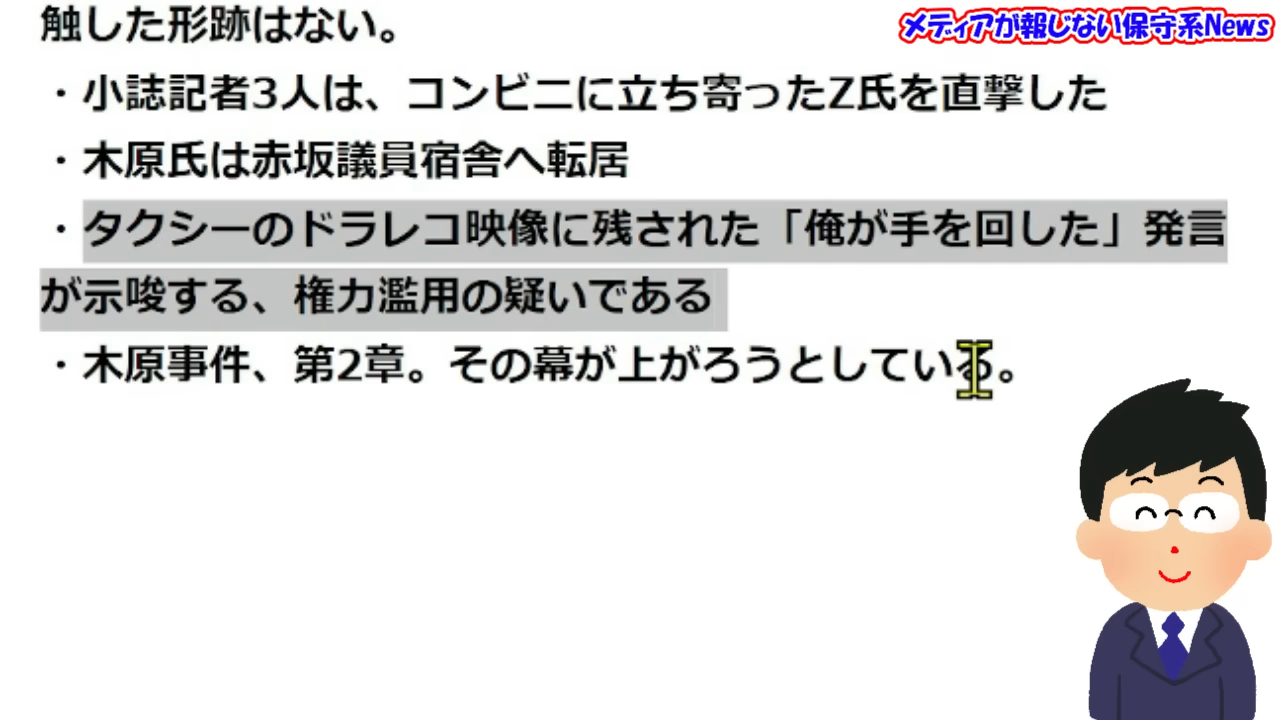 メディアが報じない保守系News
触した形跡はない。
・小誌記者3人は、コンビニに立ち寄ったZ氏を直撃した
・木原氏は赤坂議員宿舎へ転居
・タクシーのドラレコ映像に残された「俺が手を回した」発言
が示唆する、権力濫用の疑いである
・木原事件、第2章。その幕が上がろうとしている。